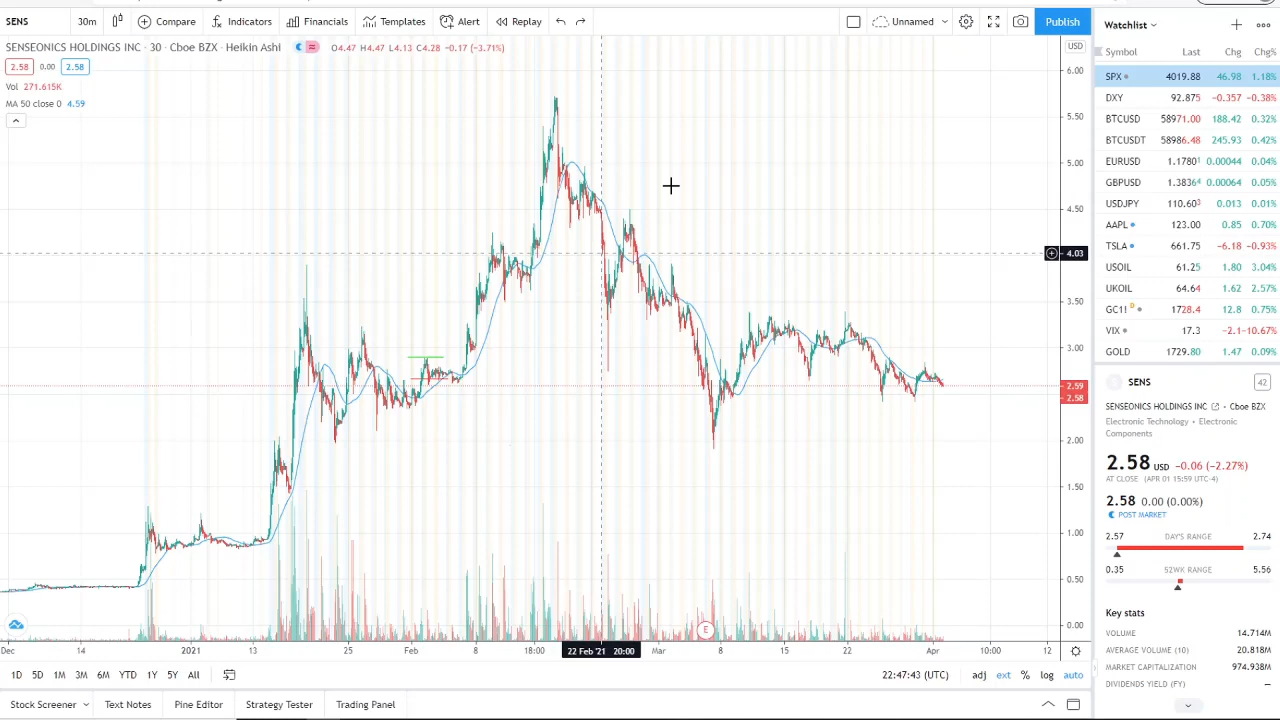 SENS 30m Compare Indicators Financials Templates Alert Replay Unnamed Publish
SENSEONICS HOLDINGS INC · 30 · Cboe BZX · Heikin Ashi O4.47 H4.47 L4.13 C4.28 −0.17 (−3.71%)
2.58 0.00 2.58
Vol 271.615K
MA 50 close 0 4.59
USD
6.00
5.50
5.00
4.50
4.03
3.50
3.00
2.59
2.58
2.00
1.50
1.00
0.50
0.00
E
Dec 14 2021 13 25 Feb 8 18:00 22 Feb '21 20:00 Mar 8 15 22 Apr 10:00 12
1D 5D 1M 3M 6M YTD 1Y 5Y All 22:47:43 (UTC) adj ext % log auto
Stock Screener Text Notes Pine Editor Strategy Tester Trading Panel
Watchlist
Symbol Last Chg Chg%
SPX 4019.88 46.98 1.18%
DXY 92.875 −0.357 −0.38%
BTCUSD 58971.00 188.42 0.32%
BTCUSDT 58986.48 245.93 0.42%
EURUSD 1.17801 0.00044 0.04%
GBPUSD 1.38364 0.00064 0.05%
USDJPY 110.603 0.013 0.01%
AAPL 123.00 0.85 0.70%
TSLA 661.75 −6.18 −0.93%
USOIL 61.25 1.80 3.04%
UKOIL 64.64 1.62 2.57%
GC1! D 1728.4 12.8 0.75%
VIX 17.3 −2.1 −10.67%
GOLD 1729.80 1.47 0.09%
SENS 42
SENSEONICS HOLDINGS INC · Cboe BZX
Electronic Technology · Electronic
Components
2.58 USD −0.06 (−2.27%)
AT CLOSE (APR 01 15:59 UTC-4)
2.58 0.00 (0.00%)
POST MARKET
2.57 DAY'S RANGE 2.74
0.35 52WK RANGE 5.56
Key stats
VOLUME 14.714M
AVERAGE VOLUME (10) 20.818M
MARKET CAPITALIZATION 974.938M
DIVIDENDS YIELD (FY) —